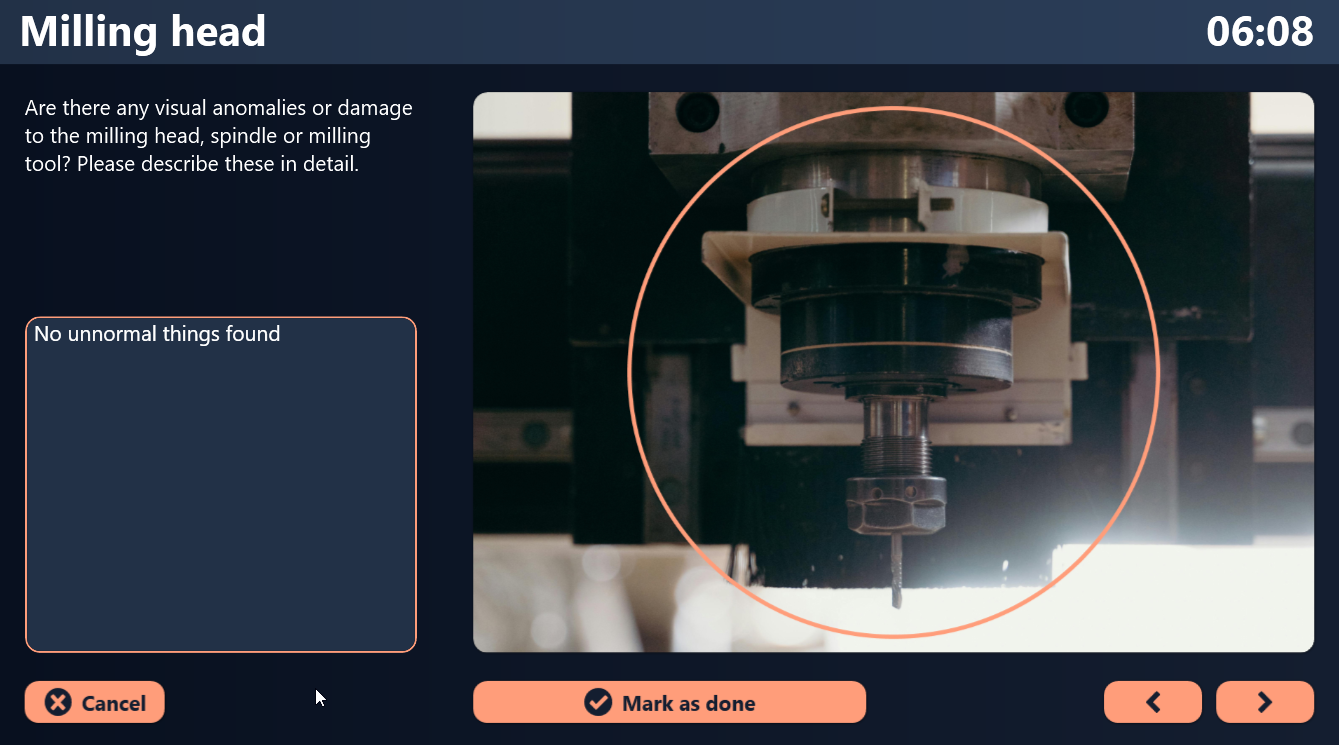 Milling head
06:08
Are there any visual anomalies or damage
to the milling head, spindle or milling
tool? Please describe these in detail.
No unnormal things found
Cancel
Mark as done